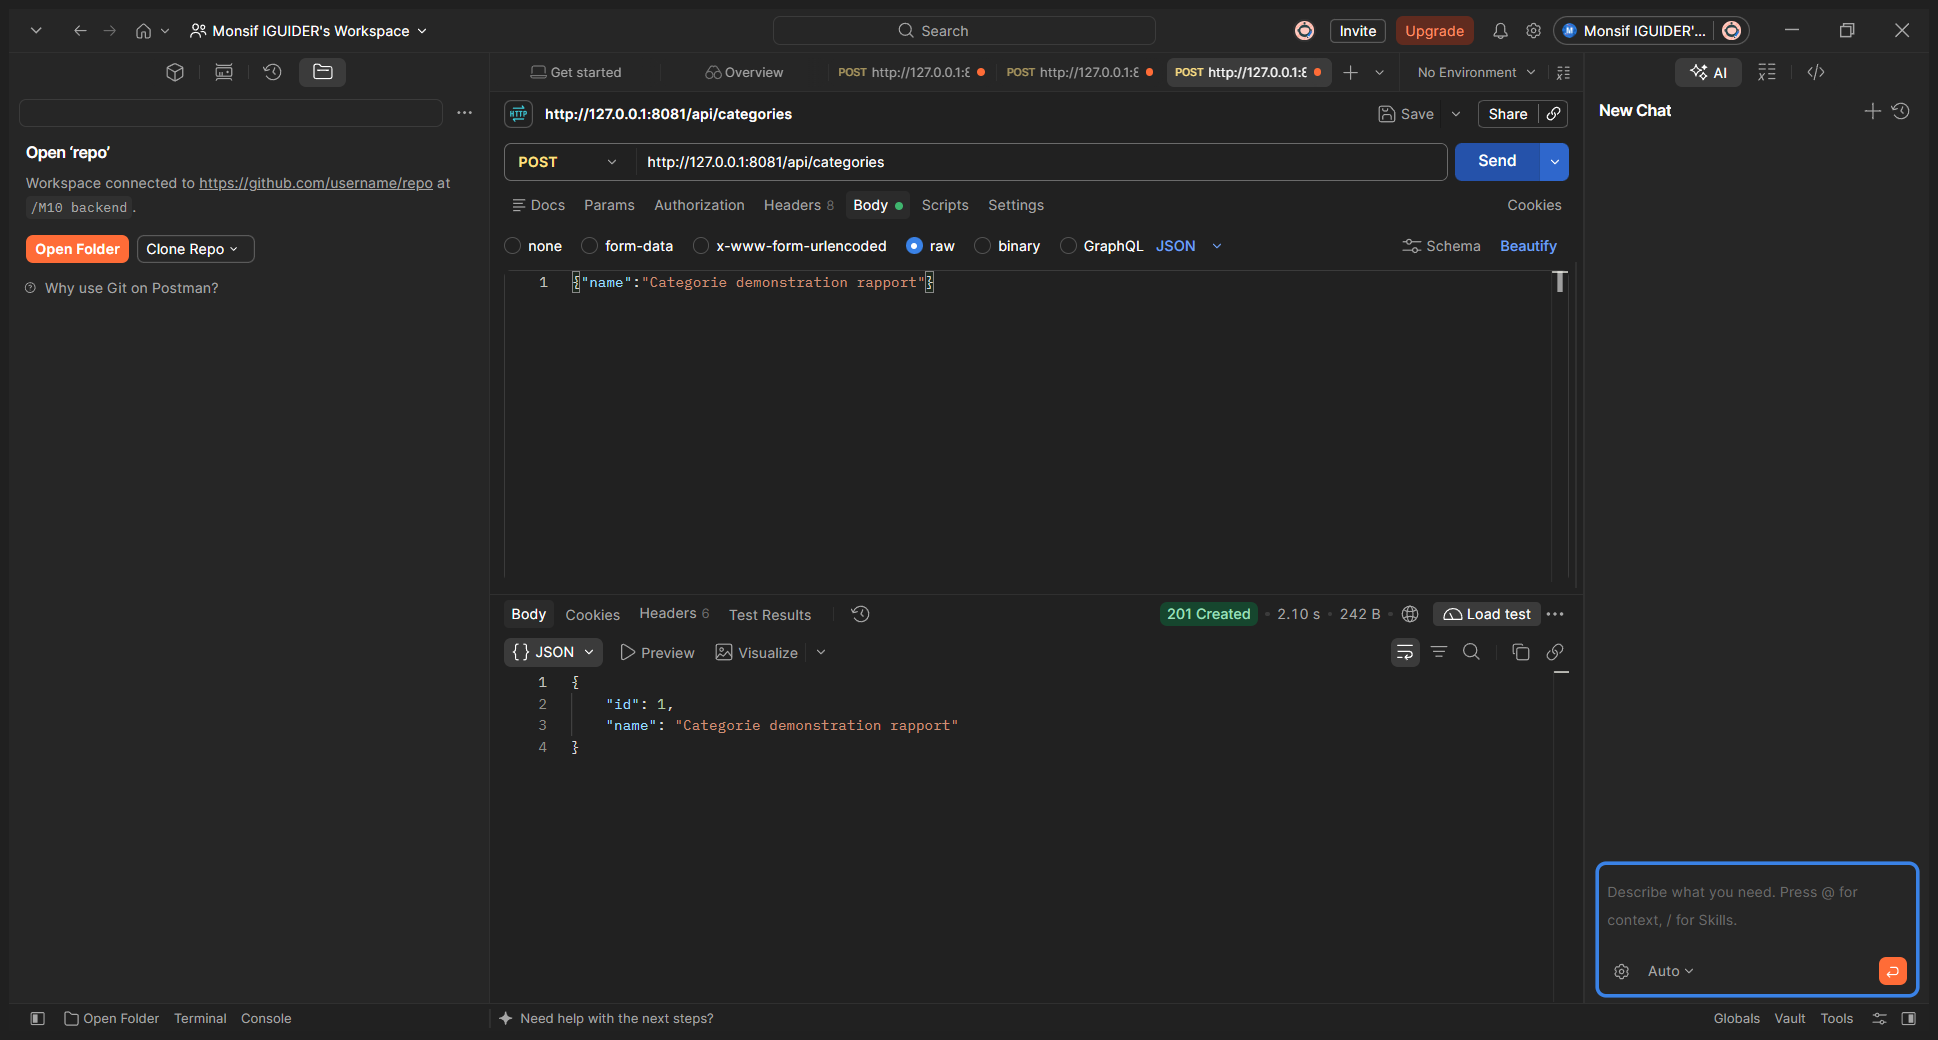 Monsif IGUIDER's Workspace
Search
Invite
Upgrade
M
Monsif IGUIDER'...
Get started
Overview
POST http://127.0.0.1:8
POST http://127.0.0.1:8
POST http://127.0.0.1:8
No Environment
AI
Open ‘repo’
Workspace connected to https://github.com/username/repo at
/M10 backend .
Open Folder
Clone Repo
Why use Git on Postman?
HTTP
http://127.0.0.1:8081/api/categories
Save
Share
POST
http://127.0.0.1:8081/api/categories
Send
Docs
Params
Authorization
Headers 8
Body
Scripts
Settings
Cookies
none
form-data
x-www-form-urlencoded
raw
binary
GraphQL
JSON
Schema
Beautify
1 {"name":"Categorie demonstration rapport"}
Body
Cookies
Headers 6
Test Results
201 Created
2.10 s
242 B
Load test
{} JSON
Preview
Visualize
1 {
2 "id": 1,
3 "name": "Categorie demonstration rapport"
4 }
New Chat
Describe what you need. Press @ for
context, / for Skills.
Auto
Open Folder
Terminal
Console
Need help with the next steps?
Globals
Vault
Tools